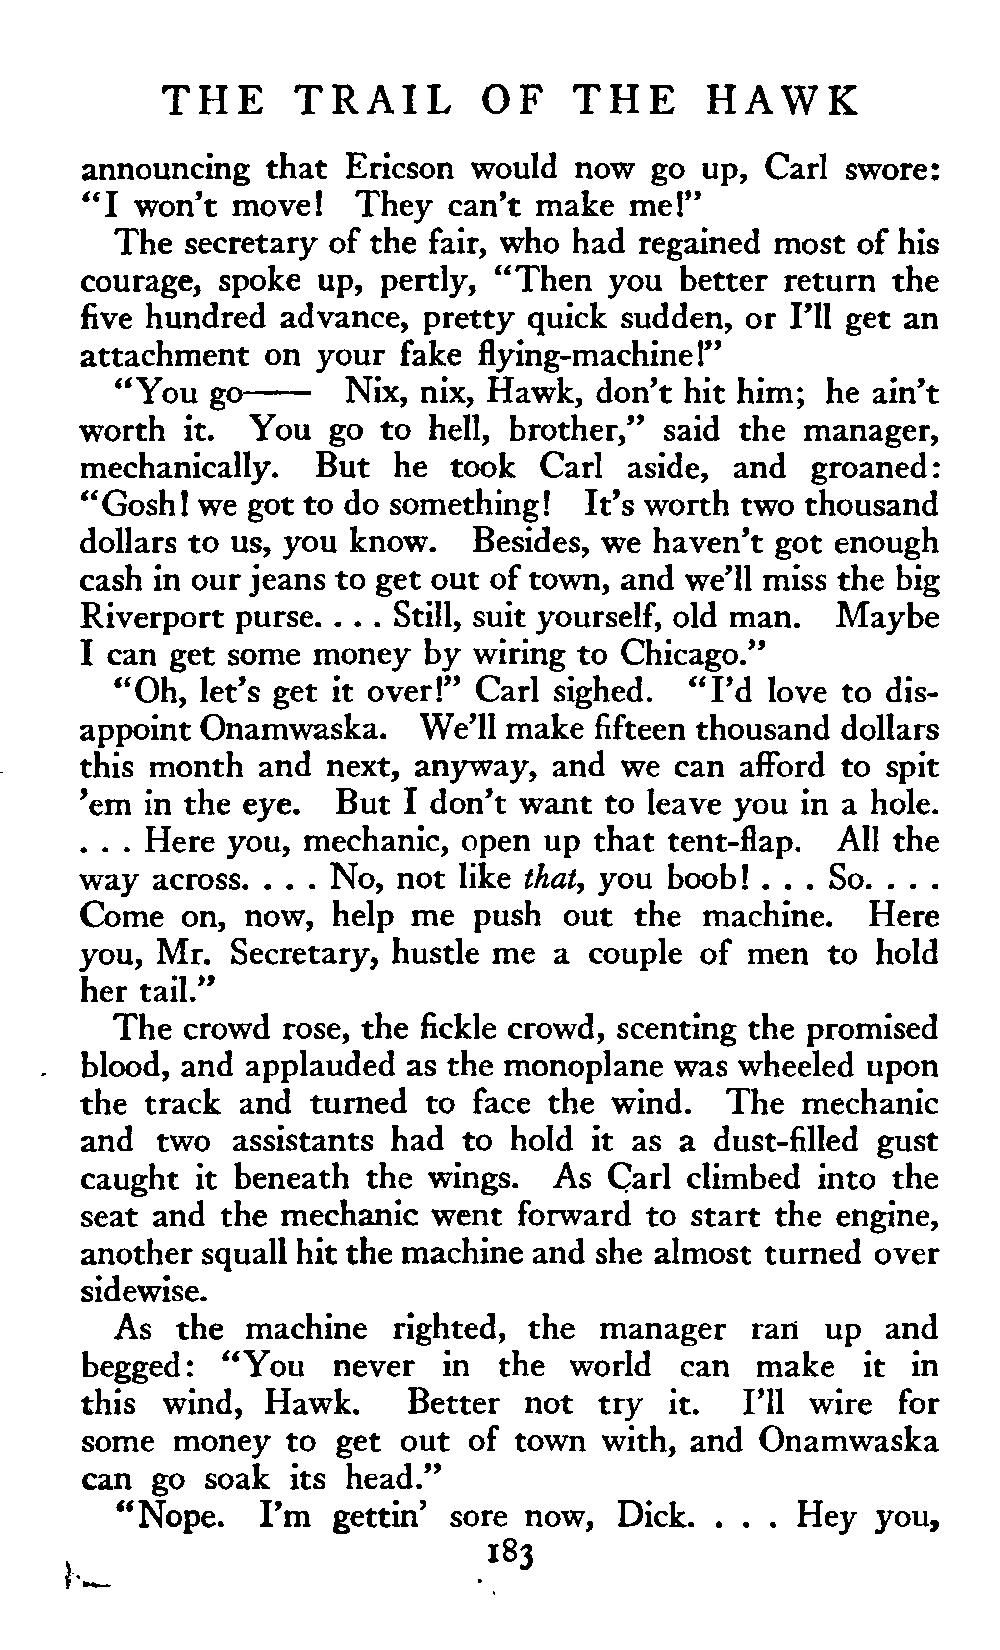 THE TRAIL OF THE HAWK
announcing that Ericson would now go up, Carl swore:
“I won’t move! They can’t make me!”
The secretary of the fair, who had regained most of his
courage, spoke up, pertly, “Then you better return the
five hundred advance, pretty quick sudden, or I’ll get an
attachment on your fake flying-machine!”
“You go—— Nix, nix, Hawk, don’t hit him; he ain’t
worth it. You go to hell, brother,” said the manager,
mechanically. But he took Carl aside, and groaned:
“Gosh! we got to do something! It’s worth two thousand
dollars to us, you know. Besides, we haven’t got enough
cash in our jeans to get out of town, and we’ll miss the big
Riverport purse. . . . Still, suit yourself, old man. Maybe
I can get some money by wiring to Chicago.”
“Oh, let’s get it over!” Carl sighed. “I’d love to dis-
appoint Onamwaska. We’ll make fifteen thousand dollars
this month and next, anyway, and we can afford to spit
’em in the eye. But I don’t want to leave you in a hole.
. . . Here you, mechanic, open up that tent-flap. All the
way across. . . . No, not like that, you boob! . . . So. . . .
Come on, now, help me push out the machine. Here
you, Mr. Secretary, hustle me a couple of men to hold
her tail.”
The crowd rose, the fickle crowd, scenting the promised
blood, and applauded as the monoplane was wheeled upon
the track and turned to face the wind. The mechanic
and two assistants had to hold it as a dust-filled gust
caught it beneath the wings. As Carl climbed into the
seat and the mechanic went forward to start the engine,
another squall hit the machine and she almost turned over
sidewise.
As the machine righted, the manager ran up and
begged: “You never in the world can make it in
this wind, Hawk. Better not try it. I’ll wire for
some money to get out of town with, and Onamwaska
can go soak its head.”
“Nope. I’m gettin’ sore now, Dick. . . . Hey you,
183